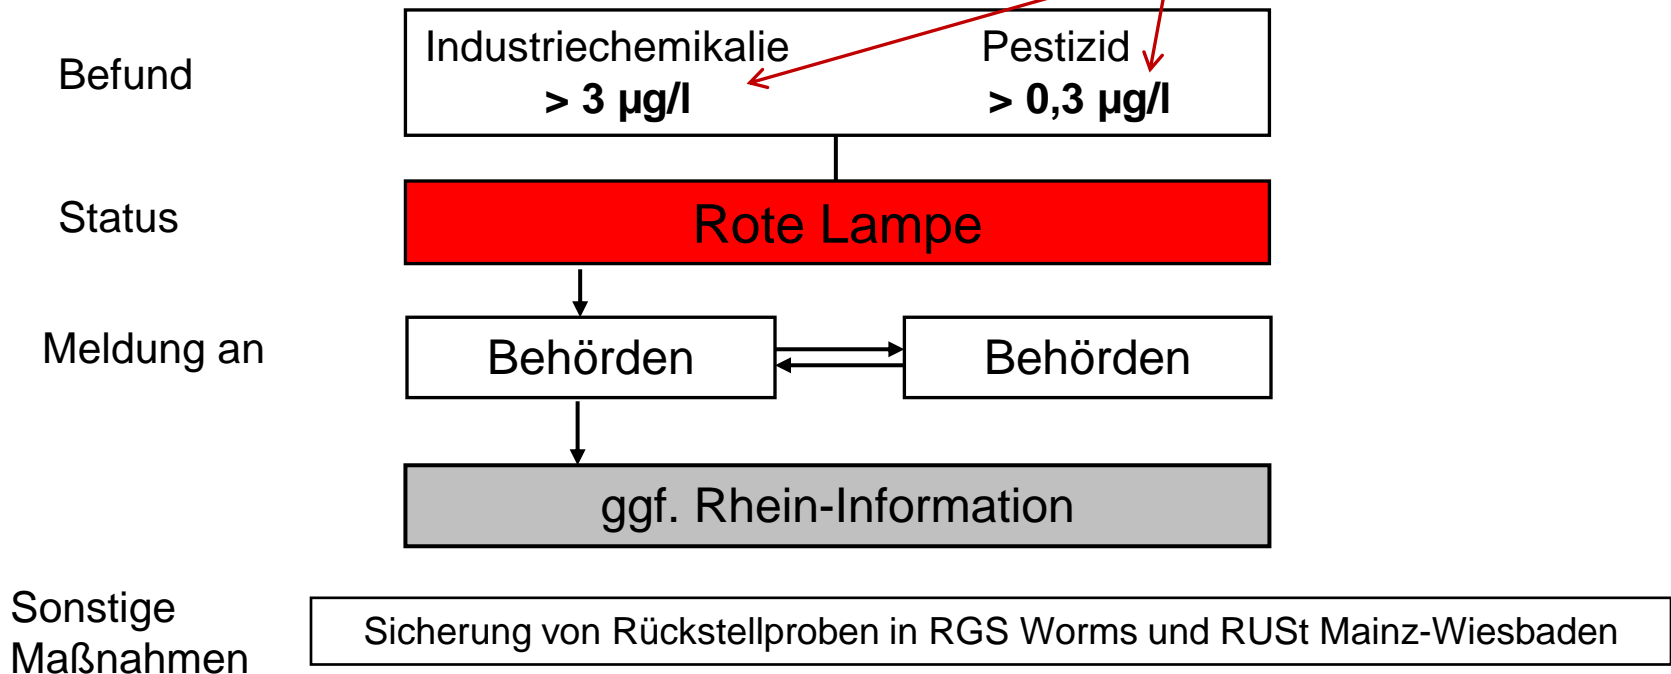 Befund
Industriechemikalie
> 3 µg/l
Pestizid
> 0,3 µg/l
Status
Rote Lampe
Meldung an
Behörden
Behörden
ggf. Rhein-Information
Sonstige
Maßnahmen
Sicherung von Rückstellproben in RGS Worms und RUSt Mainz-Wiesbaden